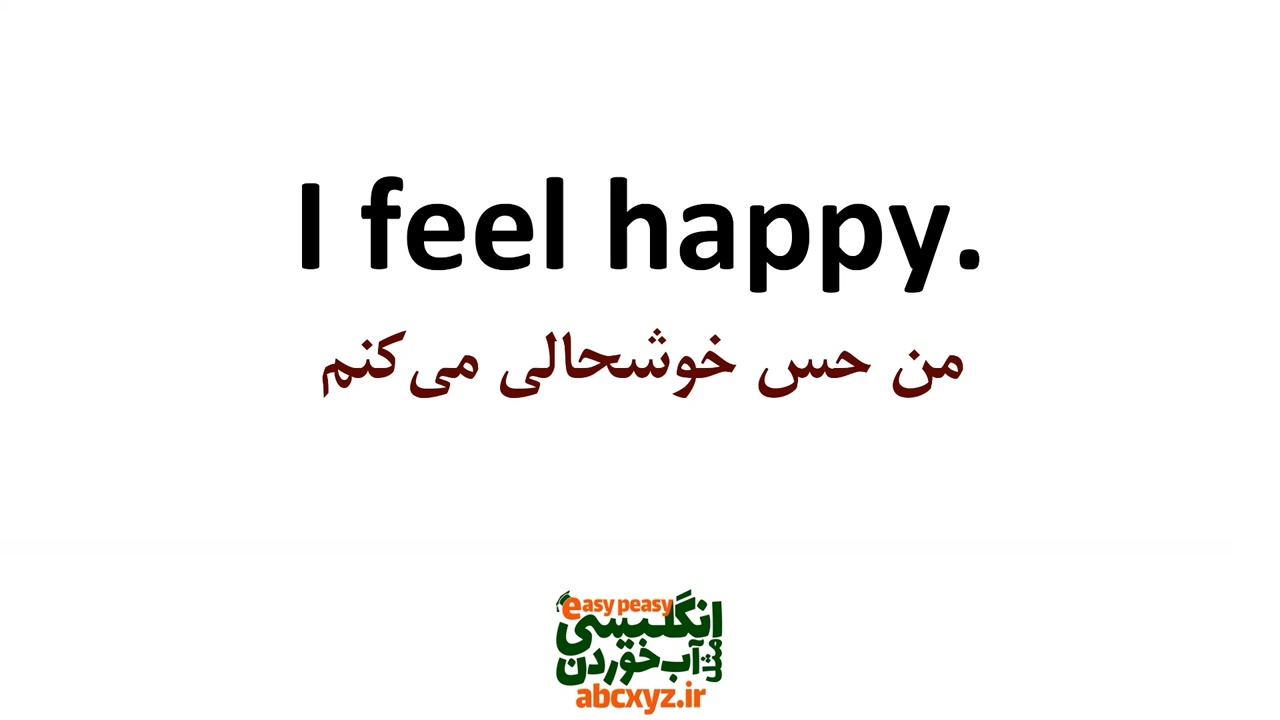 I feel happy.
من حس خوشحالی می‌کنم
easy peasy
انگلیسی
مثل آب خوردن
abcxyz.ir